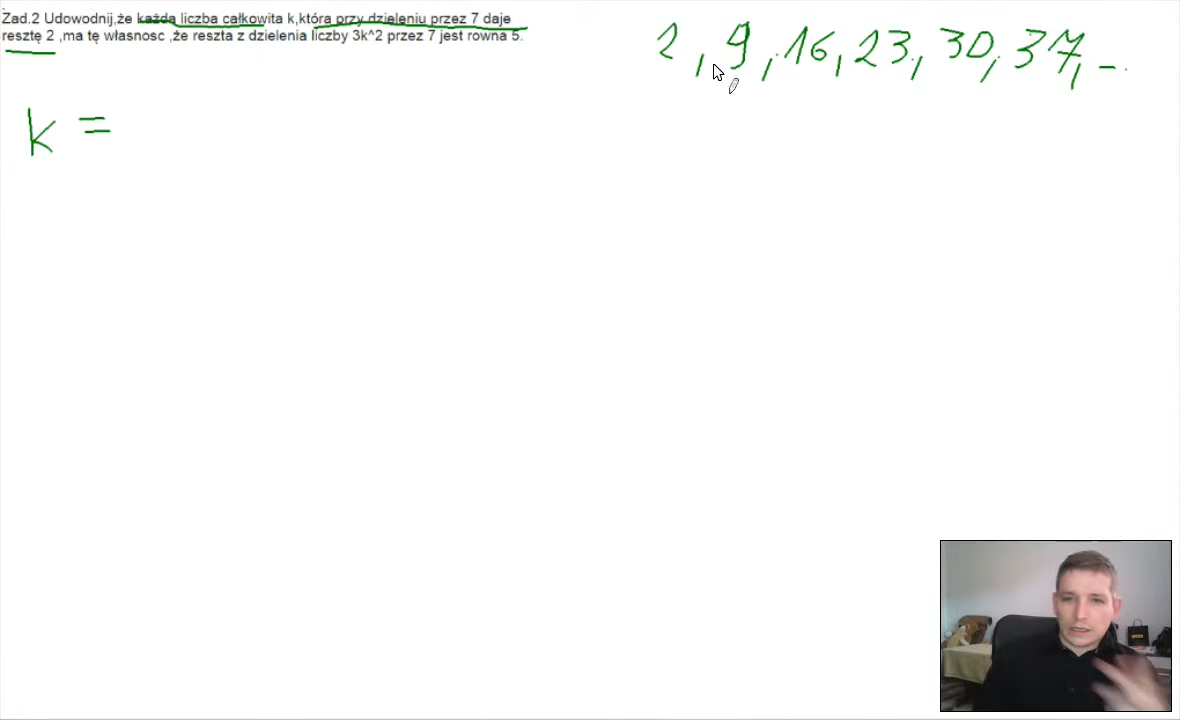 Zad.2 Udowodnij,że każda liczba całkowita k,która przy dzieleniu przez 7 daje
resztę 2 ,ma tę własnosc ,że reszta z dzielenia liczby 3k^2 przez 7 jest rowna 5.
2, 9, 16, 23, 30, 37, -.
k =